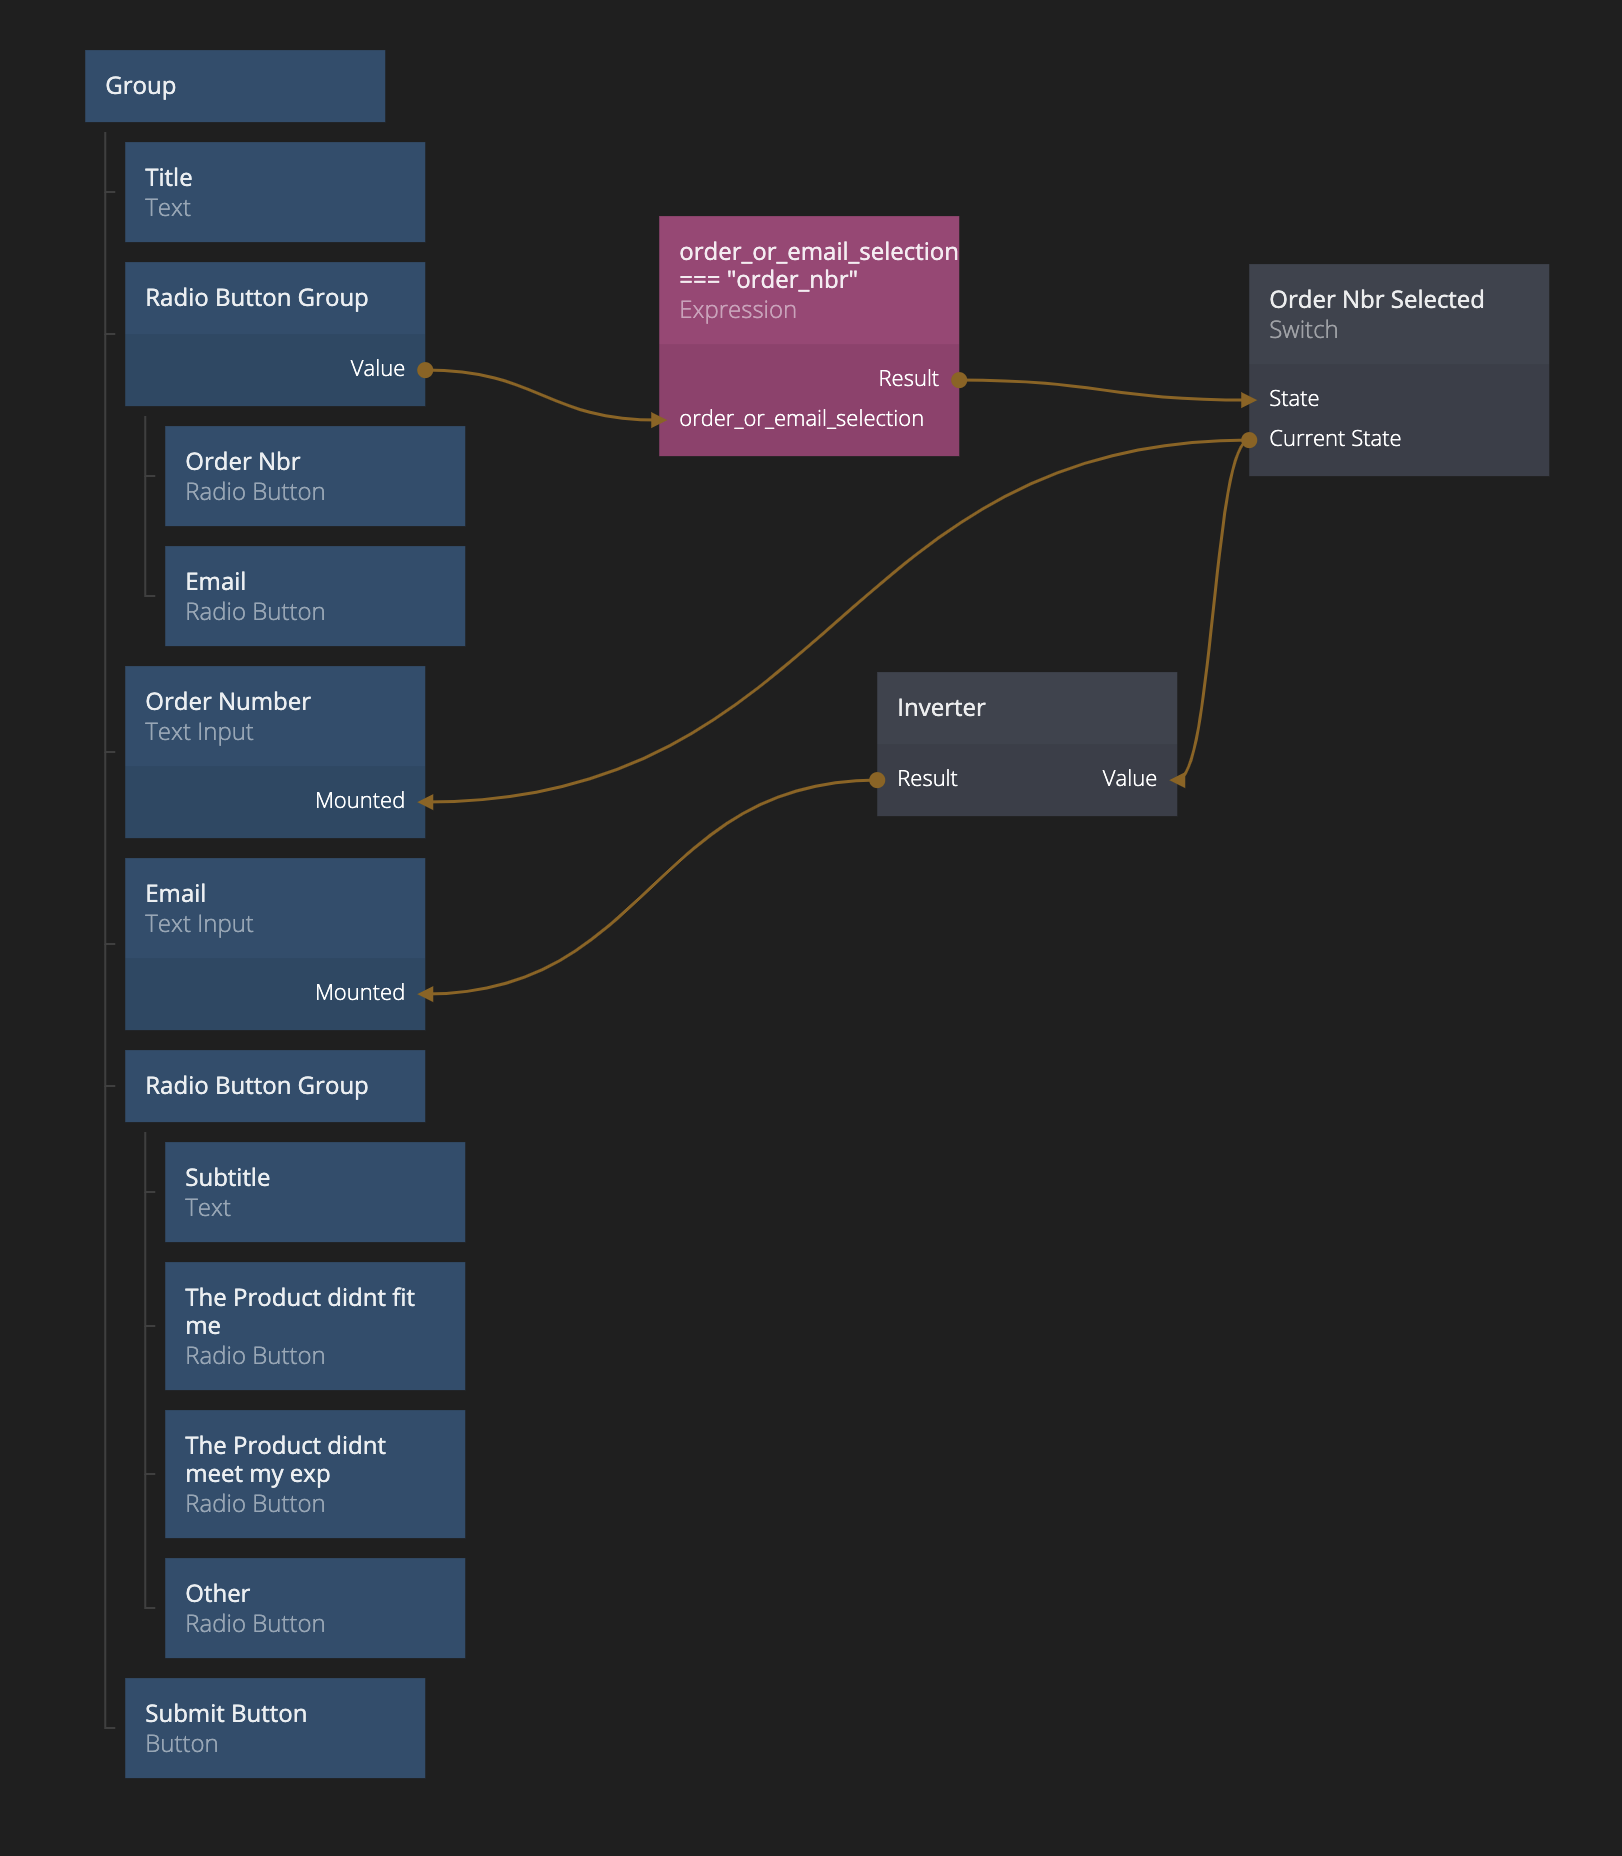 Group
Title
Text
Radio Button Group
Value
Order Nbr
Radio Button
Email
Radio Button
Order Number
Text Input
Mounted
Email
Text Input
Mounted
Radio Button Group
Subtitle
Text
The Product didnt fit
me
Radio Button
The Product didnt
meet my exp
Radio Button
Other
Radio Button
Submit Button
Button
order_or_email_selection
=== "order_nbr"
Expression
Result
order_or_email_selection
Order Nbr Selected
Switch
State
Current State
Inverter
Result Value